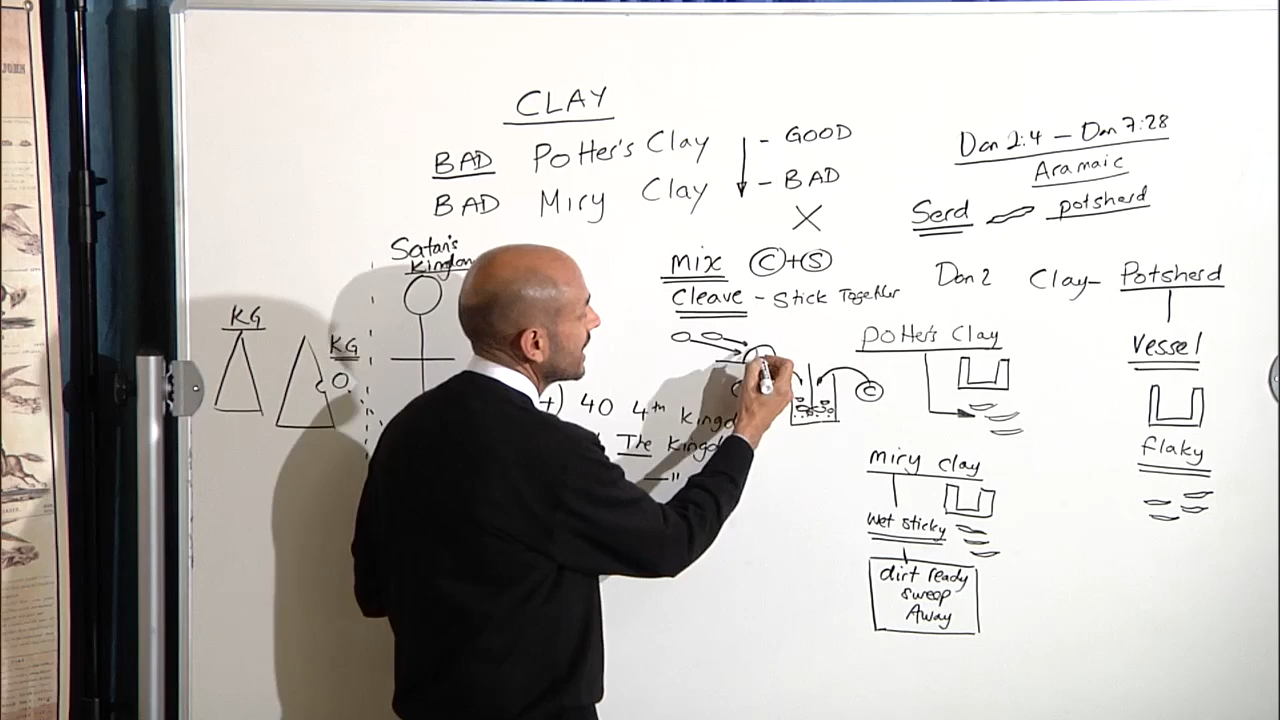 CLAY
BAD Potter's Clay - GOOD
BAD Miry Clay - BAD
X
Dan 2:4 - Dan 7:28
Aramaic
Serd potsherd
Satan's
Kingdom
mix C + S
Cleave - Stick Together
Dan 2 Clay - Potsherd
KG
KG
Potter's Clay
Vessel
C
40 4th Kingd
The Kingd
"
flaky
miry clay
wet sticky
dirt ready
sweep
Away